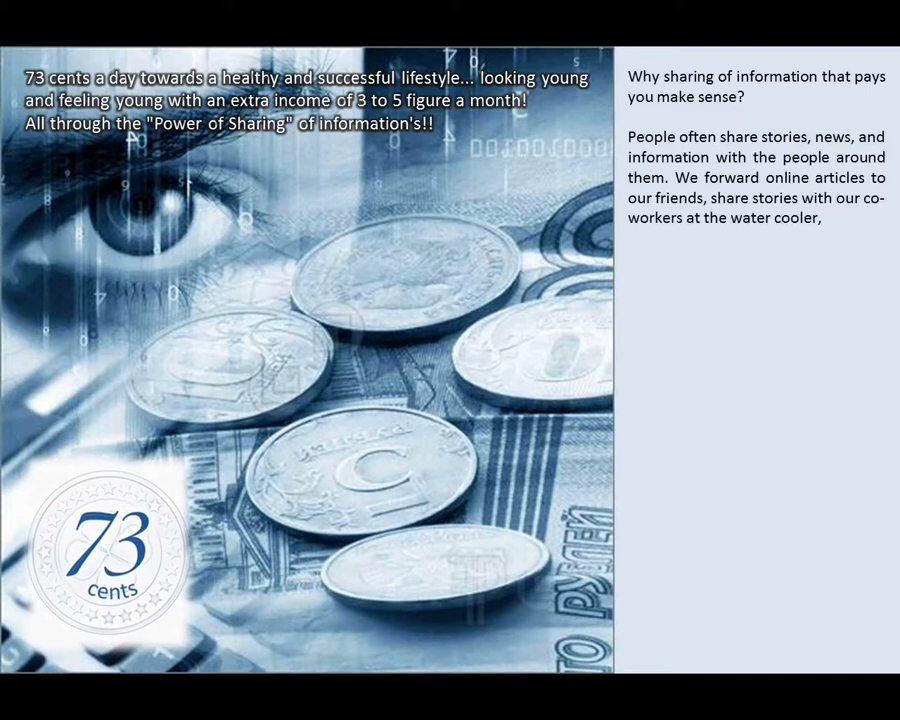 73 cents a day towards a healthy and successful lifestyle... looking young
and feeling young with an extra income of 3 to 5 figure a month!
All through the "Power of Sharing" of information's!!
Why sharing of information that pays
you make sense?
People often share stories, news, and
information with the people around
them. We forward online articles to
our friends, share stories with our co-
workers at the water cooler,
73
cents